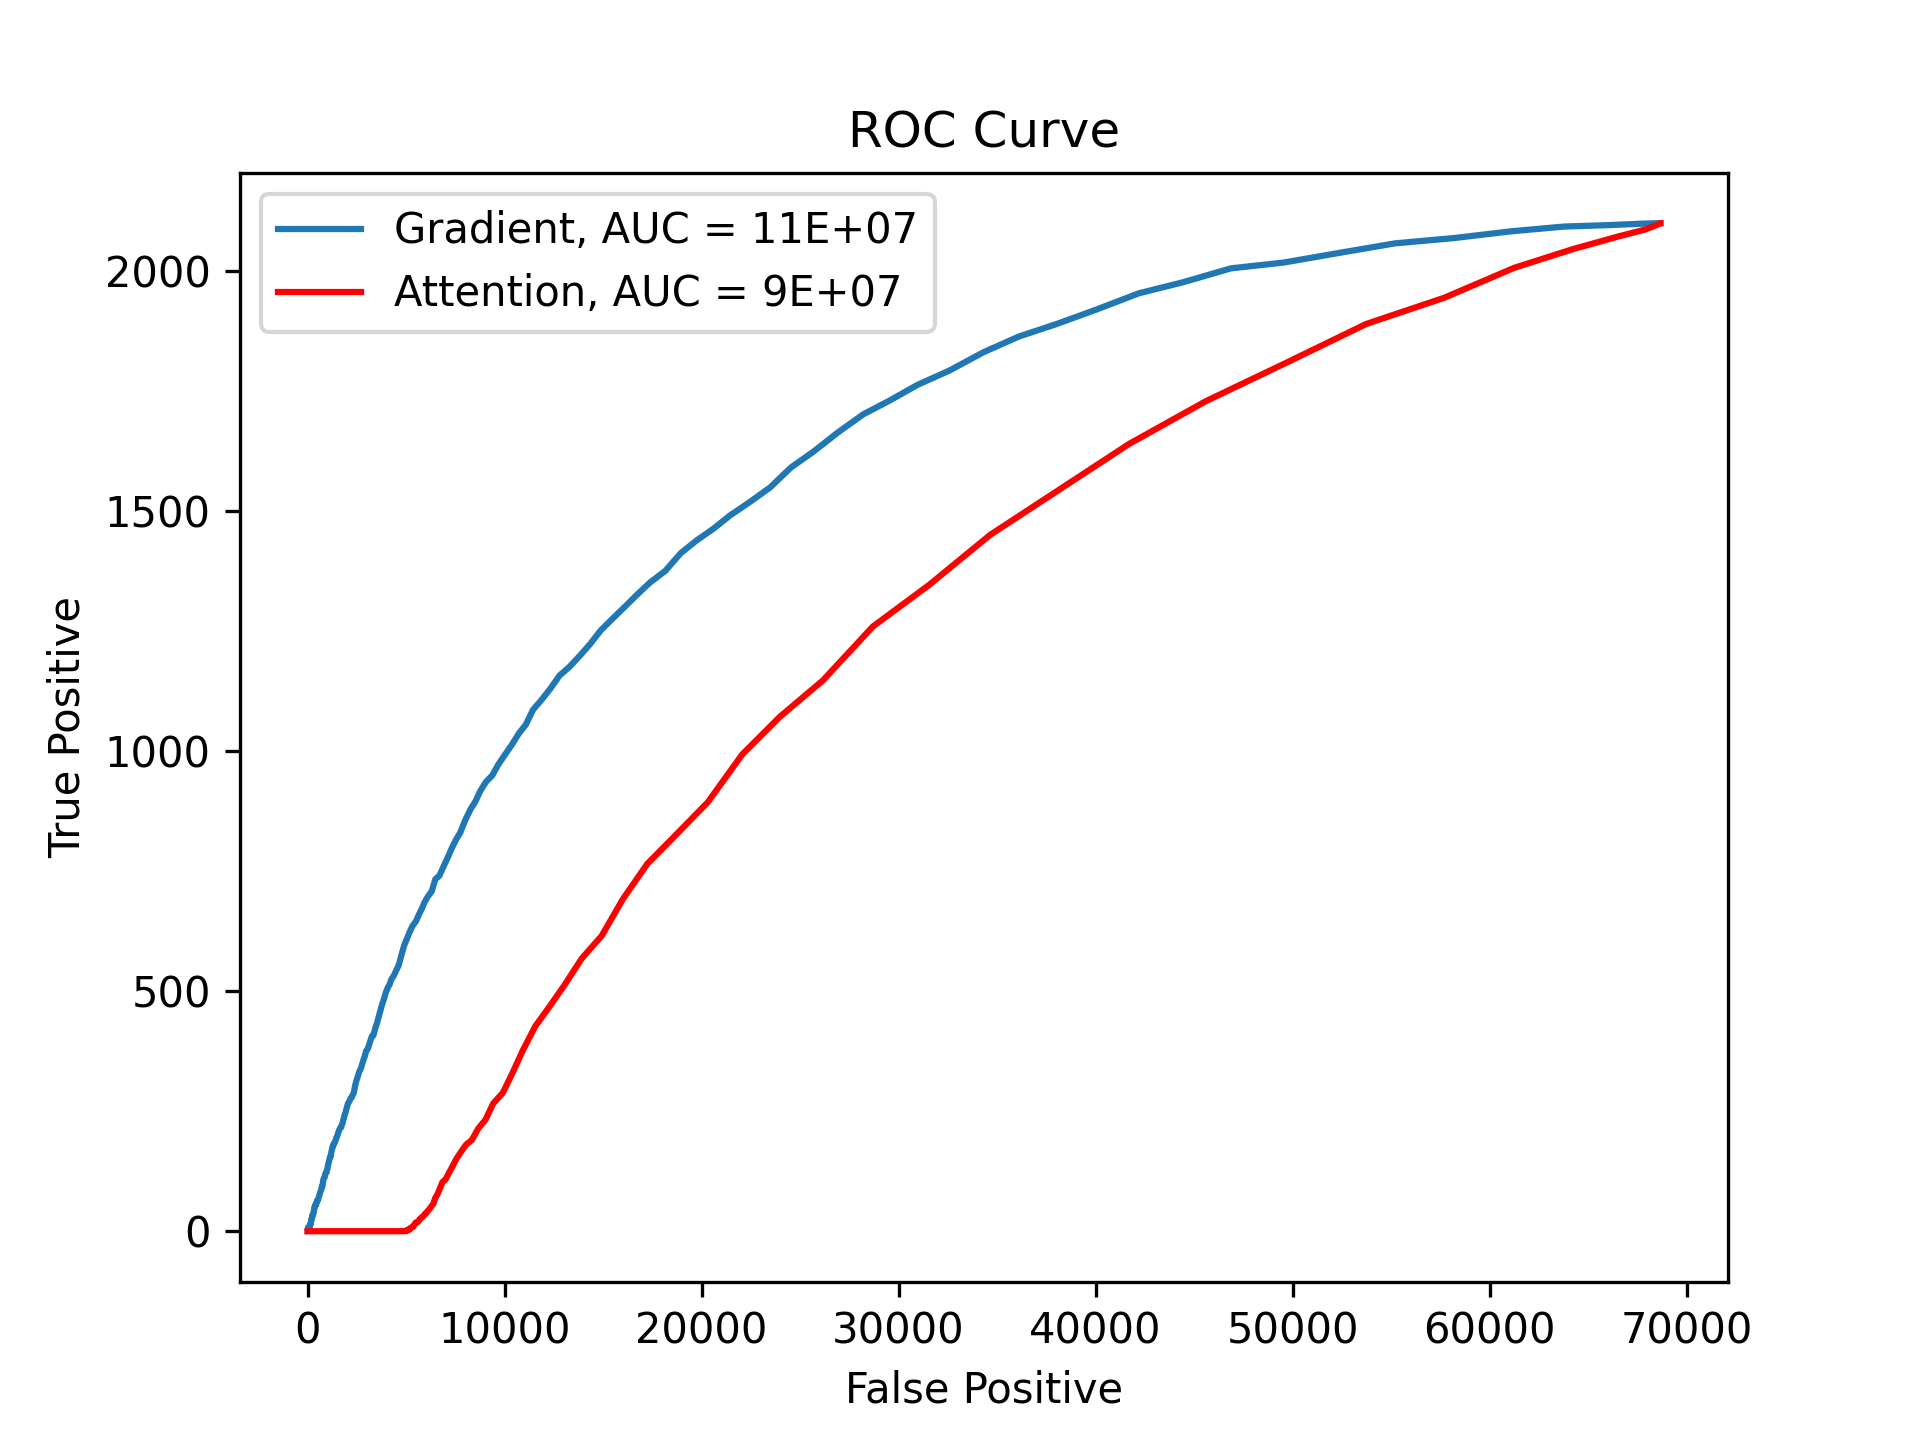 ROC Curve
Gradient, AUC = 11E+07
Attention, AUC = 9E+07
True Positive
2000
1500
1000
500
0
0 10000 20000 30000 40000 50000 60000 70000
False Positive